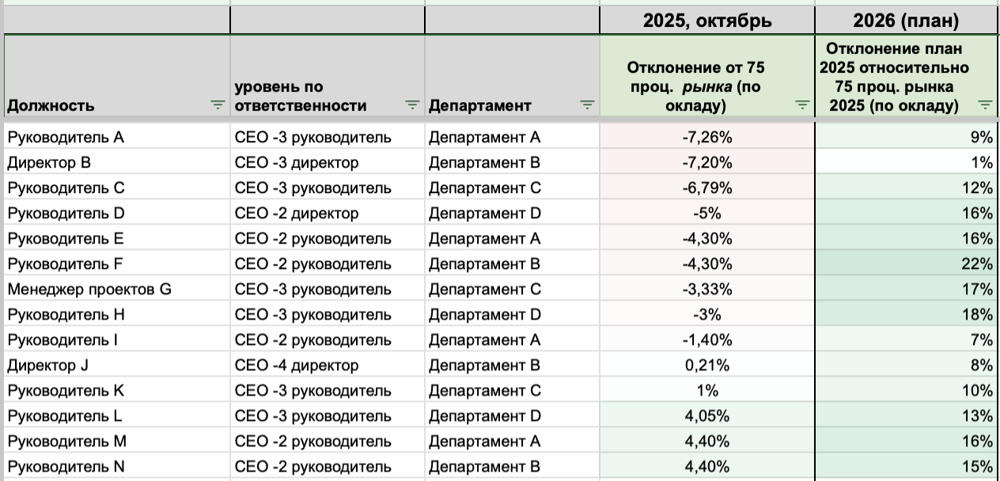 2025, октябрь 2026 (план)
Должность
уровень по
ответственности
Департамент
Отклонение от 75
проц. рынка (по
окладу)
Отклонение план
2025 относительно
75 проц. рынка
2025 (по окладу)
Руководитель A CEO -3 руководитель Департамент A -7,26% 9%
Директор B CEO -3 директор Департамент B -7,20% 1%
Руководитель C CEO -3 руководитель Департамент C -6,79% 12%
Руководитель D CEO -2 директор Департамент D -5% 16%
Руководитель E CEO -2 руководитель Департамент A -4,30% 16%
Руководитель F CEO -2 руководитель Департамент B -4,30% 22%
Менеджер проектов G CEO -3 руководитель Департамент C -3,33% 17%
Руководитель H CEO -3 руководитель Департамент D -3% 18%
Руководитель I CEO -2 руководитель Департамент A -1,40% 7%
Директор J CEO -4 директор Департамент B 0,21% 8%
Руководитель K CEO -3 руководитель Департамент C 1% 10%
Руководитель L CEO -3 руководитель Департамент D 4,05% 13%
Руководитель M CEO -2 руководитель Департамент A 4,40% 16%
Руководитель N CEO -2 руководитель Департамент B 4,40% 15%